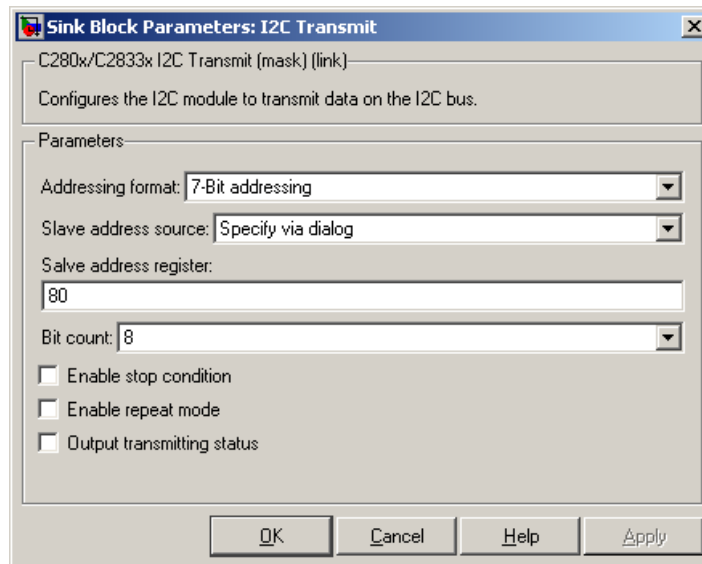 Sink Block Parameters: I2C Transmit
C280x/C2833x I2C Transmit (mask) (link)
Configures the I2C module to transmit data on the I2C bus.
Parameters
Addressing format: 7-Bit addressing
Slave address source: Specify via dialog
Salve address register:
80
Bit count: 8
Enable stop condition
Enable repeat mode
Output transmitting status
OK Cancel Help Apply